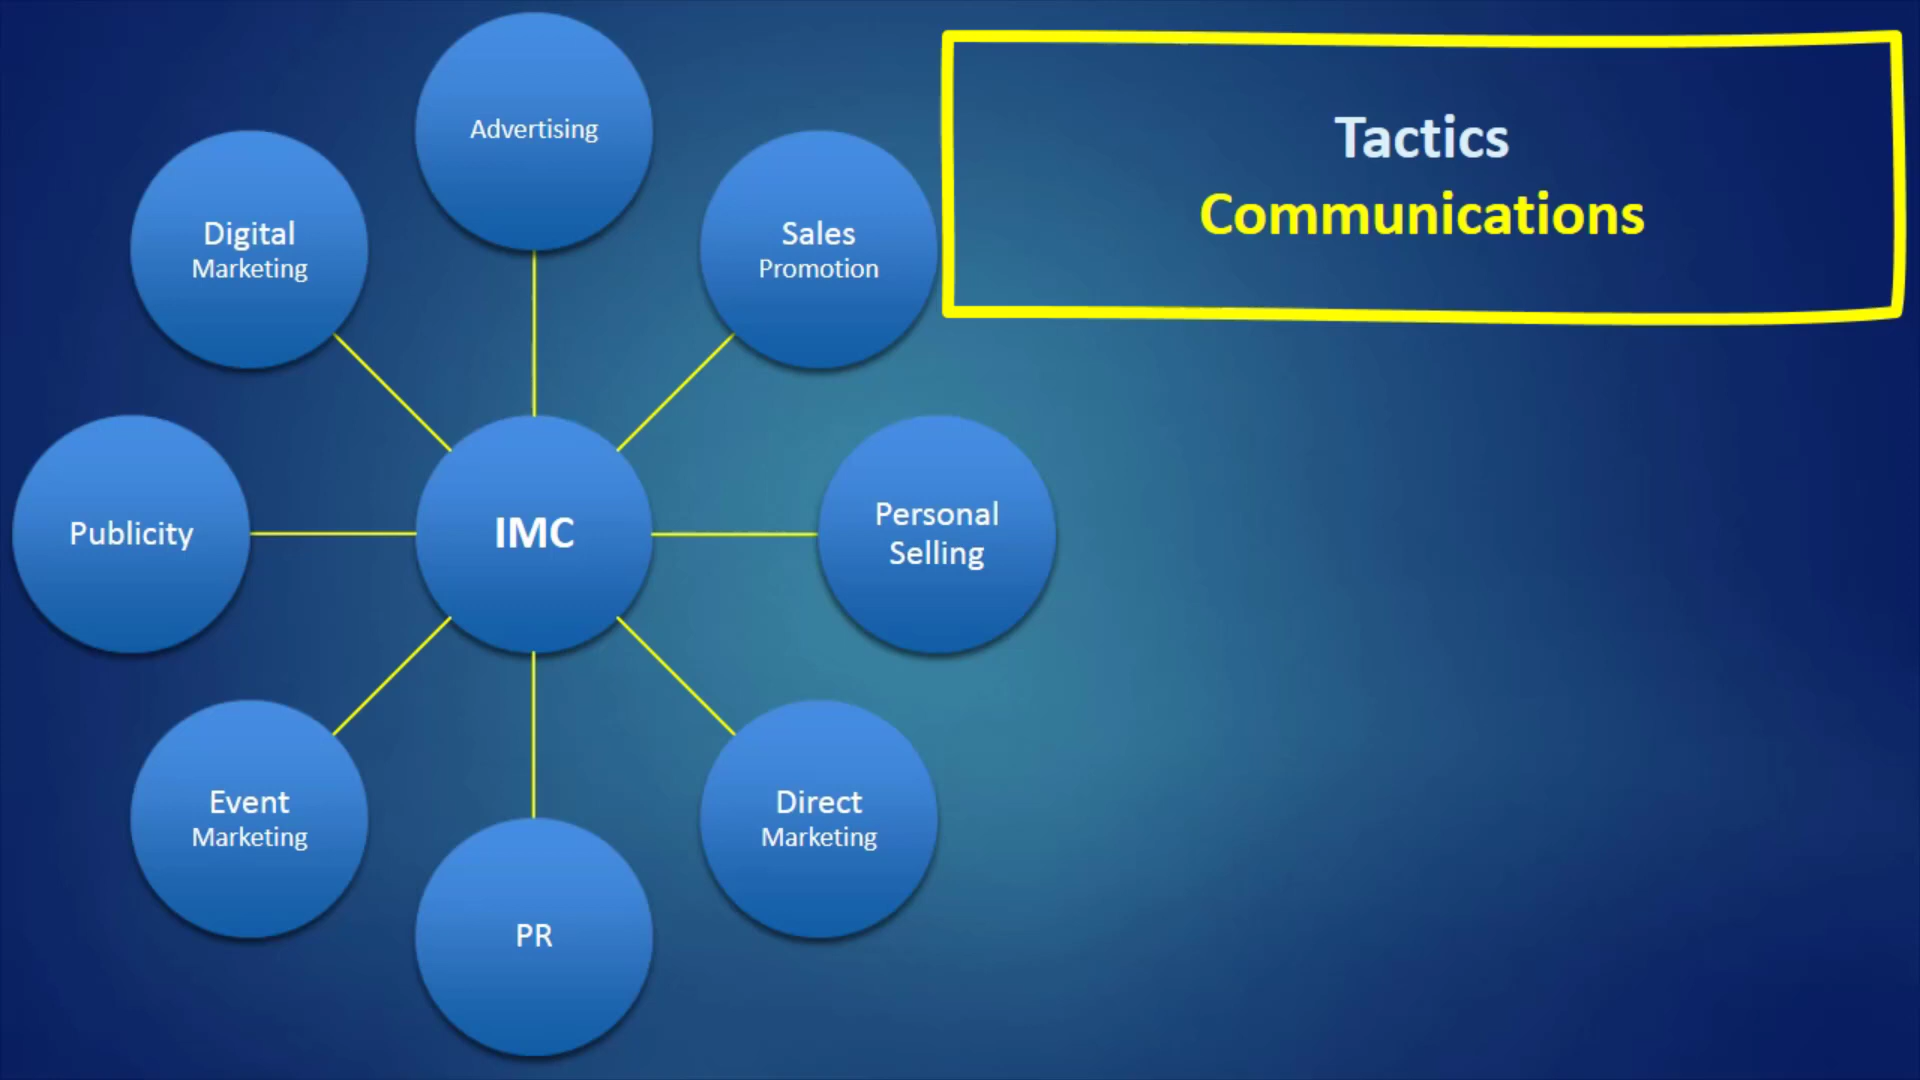 Tactics
Communications
Advertising
Sales
Promotion
Personal
Selling
Direct
Marketing
PR
Event
Marketing
Publicity
Digital
Marketing
IMC